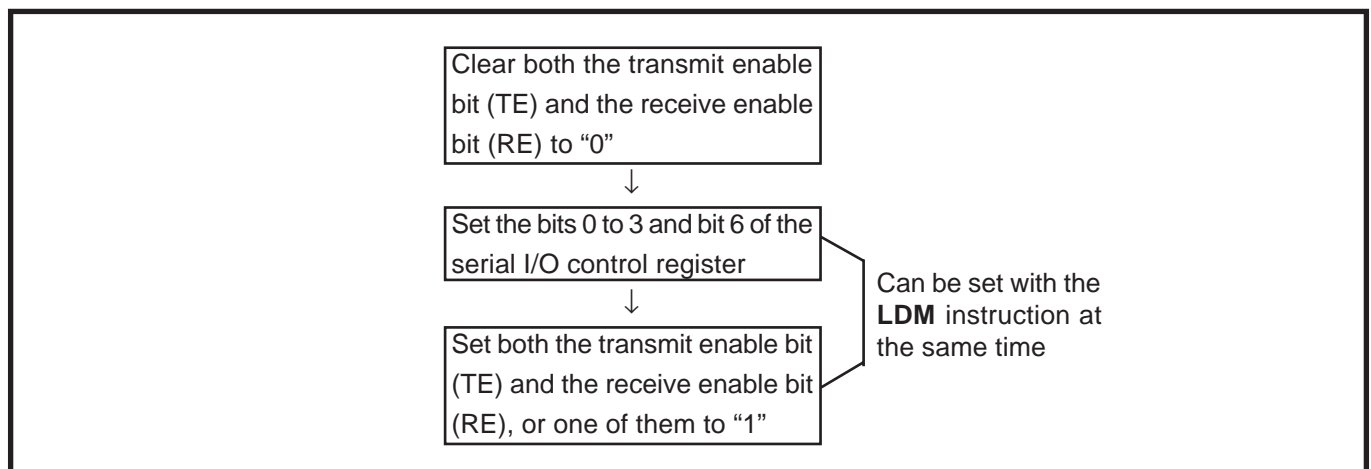 Clear both the transmit enable
bit (TE) and the receive enable
bit (RE) to “0”
↓
Set the bits 0 to 3 and bit 6 of the
serial I/O control register
↓
Set both the transmit enable bit
(TE) and the receive enable bit
(RE), or one of them to “1”
Can be set with the
LDM instruction at
the same time